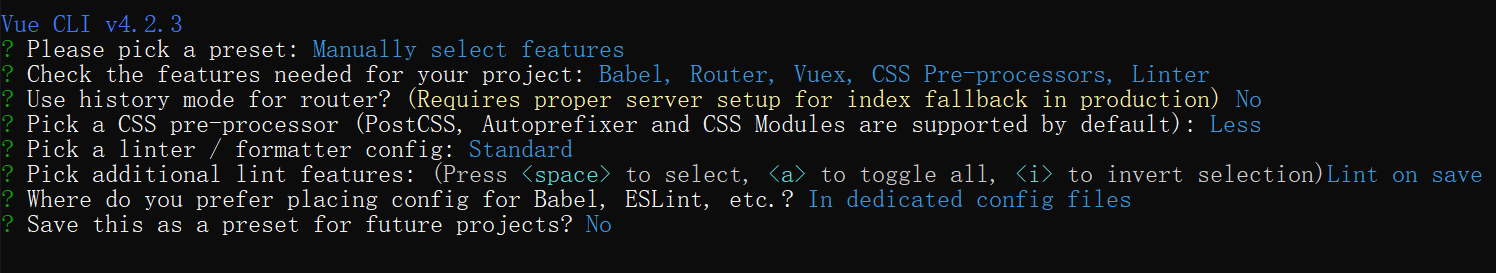 Vue CLI v4.2.3
? Please pick a preset: Manually select features
? Check the features needed for your project: Babel, Router, Vuex, CSS Pre-processors, Linter
? Use history mode for router? (Requires proper server setup for index fallback in production) No
? Pick a CSS pre-processor (PostCSS, Autoprefixer and CSS Modules are supported by default): Less
? Pick a linter / formatter config: Standard
? Pick additional lint features: (Press <space> to select, <a> to toggle all, <i> to invert selection)Lint on save
? Where do you prefer placing config for Babel, ESLint, etc.? In dedicated config files
? Save this as a preset for future projects? No